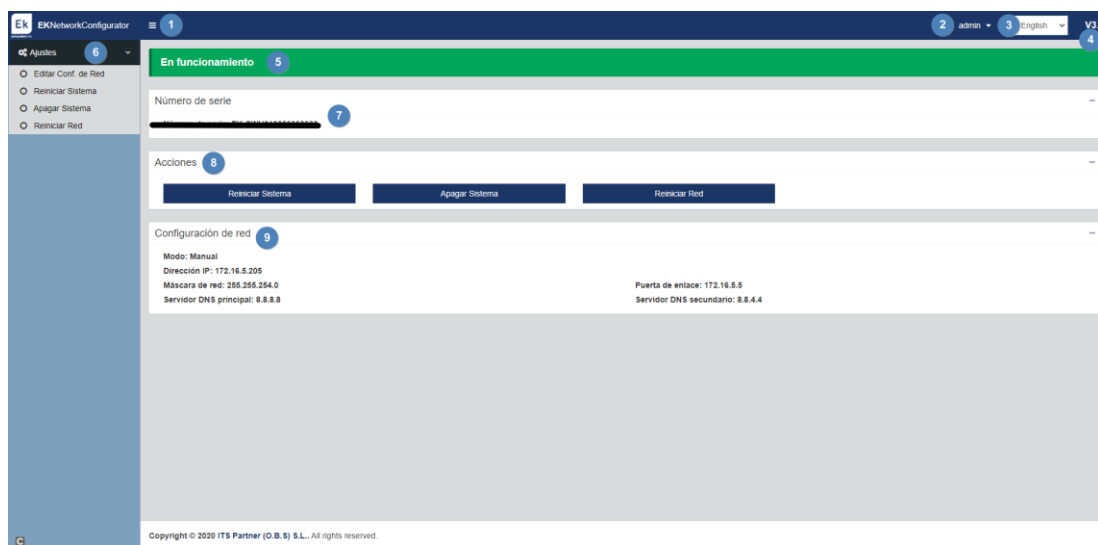 Ek EKNetworkConfigurator 1 2 admin 3 English V3.
4
Ajustes 6
Editar Conf. de Red
Reiniciar Sistema
Apagar Sistema
Reiniciar Red
En funcionamiento 5
Número de serie
7
Acciones 8
Reiniciar Sistema Apagar Sistema Reiniciar Red
Configuración de red 9
Modo: Manual
Dirección IP: 172.16.5.205
Máscara de red: 255.255.254.0 Puerta de enlace: 172.16.5.5
Servidor DNS principal: 8.8.8.8 Servidor DNS secundario: 8.8.4.4
Copyright © 2020 ITS Partner (O.B.S) S.L.. All rights reserved.